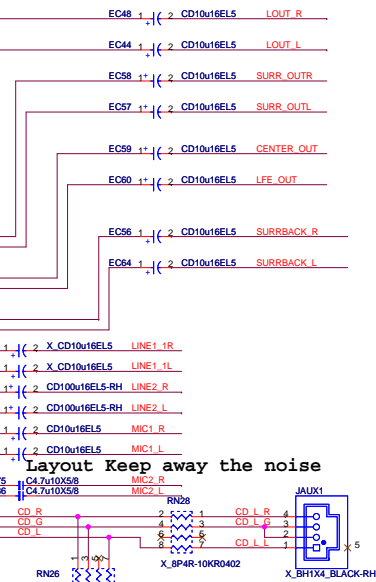 EC48 1 + 2 CD10u16EL5 LOUT_R
EC44 1 + 2 CD10u16EL5 LOUT_L
EC58 1 + 2 CD10u16EL5 SURR_OUTR
EC57 1 + 2 CD10u16EL5 SURR_OUTL
EC59 1 + 2 CD10u16EL5 CENTER_OUT
EC60 1 + 2 CD10u16EL5 LFE_OUT
EC56 1 + 2 CD10u16EL5 SURRBACK_R
EC64 1 + 2 CD10u16EL5 SURRBACK_L
1 + 2 X_CD10u16EL5 LINE1_1R
1 + 2 X_CD10u16EL5 LINE1_1L
1 + 2 CD100u16EL5-RH LINE2_R
1 + 2 CD100u16EL5-RH LINE2_L
1 + 2 CD10u16EL5 MIC1_R
1 + 2 CD10u16EL5 MIC1_L
Layout Keep away the noise
C4.7u10X5/8 MIC2_R
C4.7u10X5/8 MIC2_L
RN28 JAUX1
CD_R 2 1 CD_L_R 4
CD_G 4 3 CD_L_G 3
CD_L 6 5 2
8 7 CD_L_L 1 5
X_8P4R-10KR0402
X_BH1X4_BLACK-RH
1 3 5 7
RN26